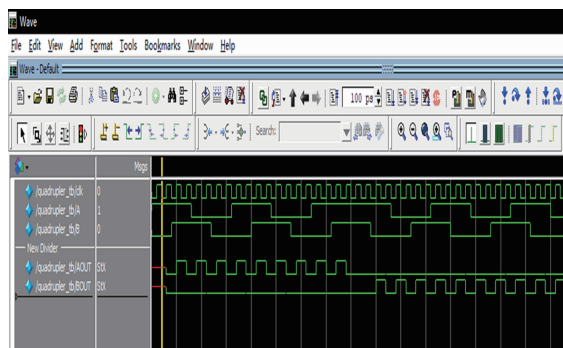 Wave
File Edit View Add Format Tools Bookmarks Window Help
Wave - Default
100 ps
Search:
Msgs
/quadrupler_tb/clk 0
/quadrupler_tb/A 1
/quadrupler_tb/B 0
New Divider
/quadrupler_tb/AOUT StX
/quadrupler_tb/BOUT StX